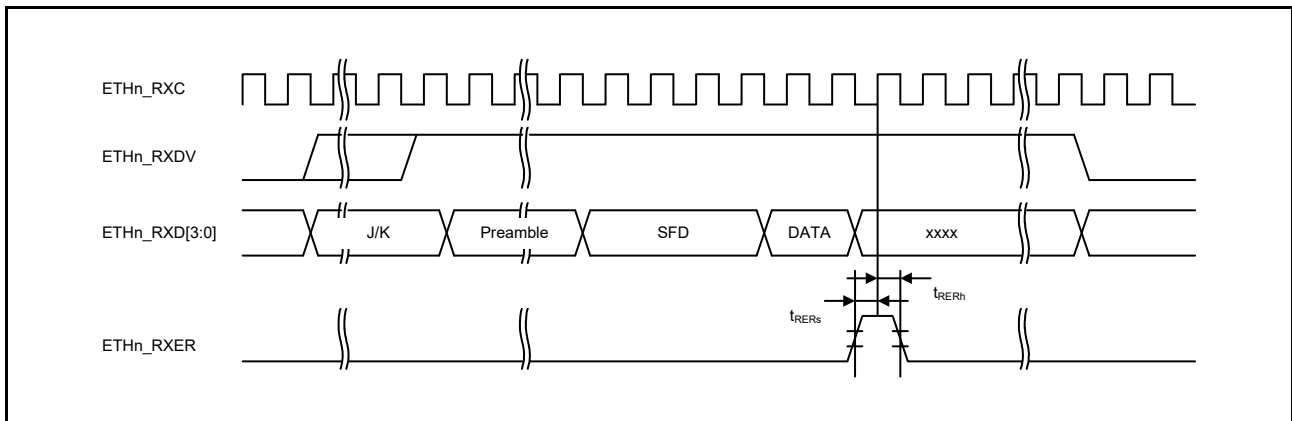 ETHn_RXC
ETHn_RXDV
ETHn_RXD[3:0]
J/K
Preamble
SFD
DATA
xxxx
tRERh
tRERs
ETHn_RXER